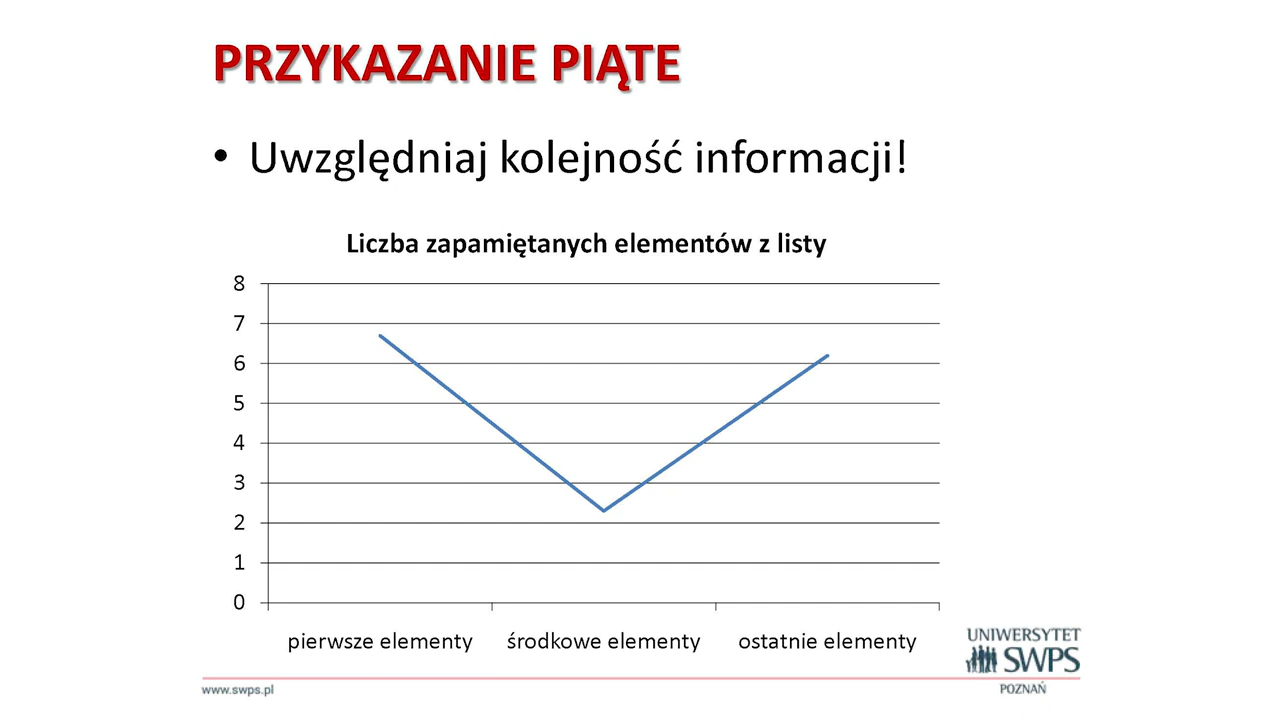 PRZYKAZANIE PIĄTE
• Uwzględniaj kolejność informacji!
Liczba zapamiętanych elementów z listy
8
7
6
5
4
3
2
1
0
pierwsze elementy środkowe elementy ostatnie elementy
UNIWERSYTET
SWPS
POZNAŃ
www.swps.pl